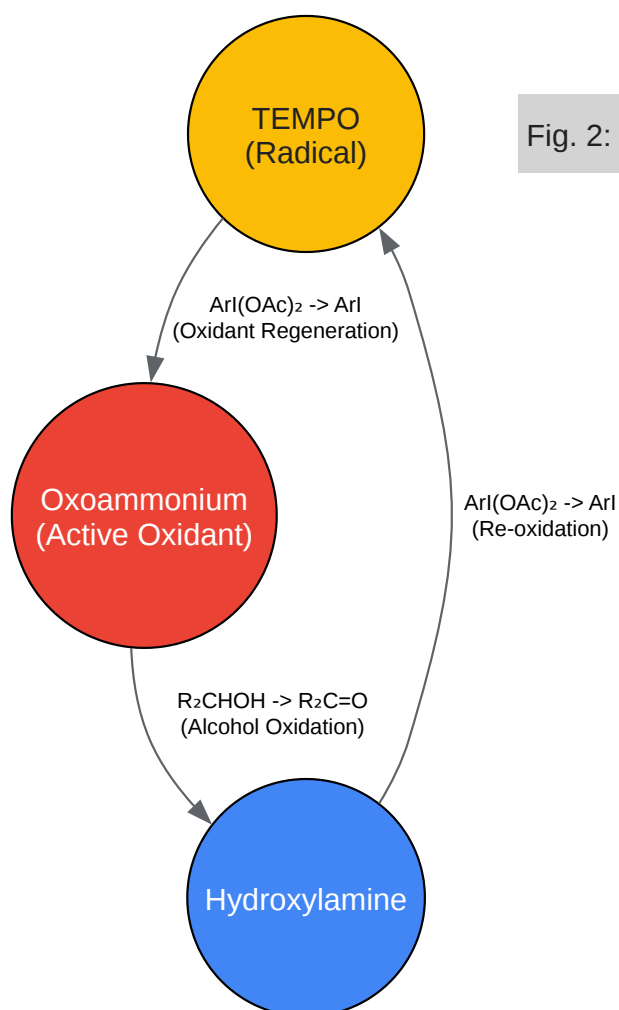 TEMPO
(Radical)
Fig. 2:
ArI(OAc)₂ -> ArI
(Oxidant Regeneration)
Oxoammonium
(Active Oxidant)
ArI(OAc)₂ -> ArI
(Re-oxidation)
R₂CHOH -> R₂C=O
(Alcohol Oxidation)
Hydroxylamine